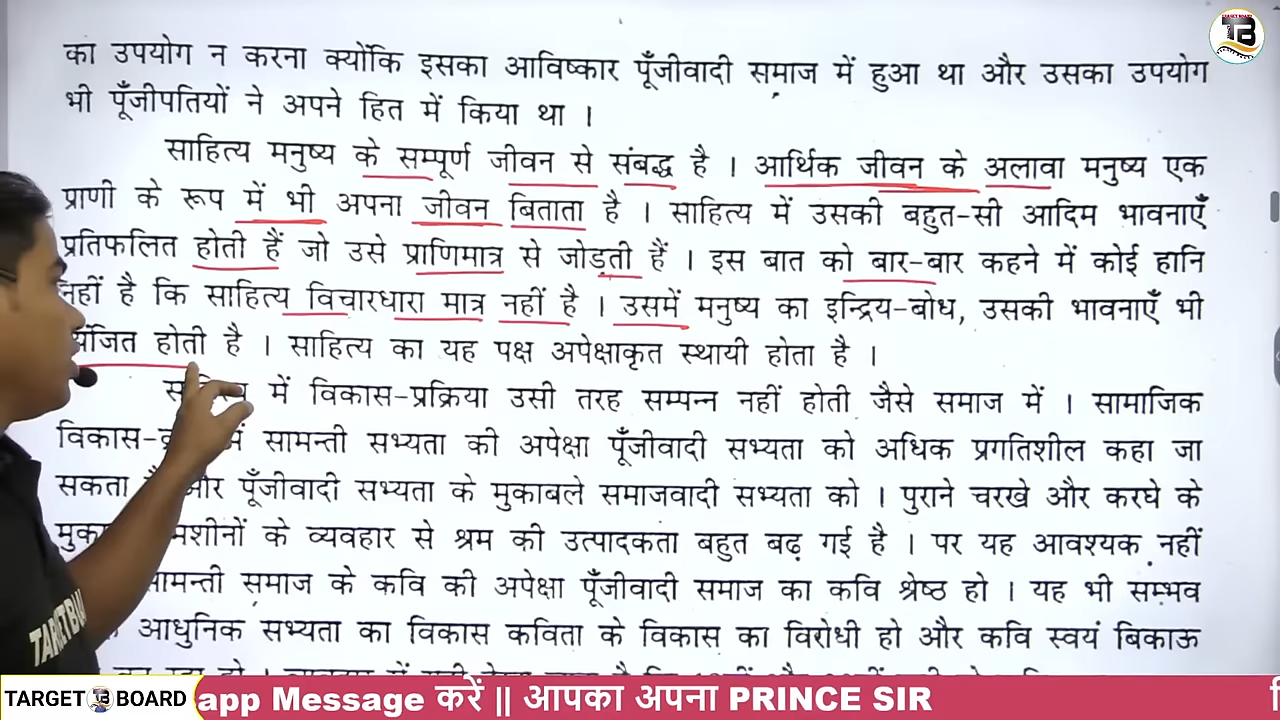 का उपयोग न करना क्योंकि इसका आविष्कार पूँजीवादी समाज में हुआ था और उसका उपयोग
भी पूँजीपतियों ने अपने हित में किया था ।
साहित्य मनुष्य के सम्पूर्ण जीवन से संबद्ध है । आर्थिक जीवन के अलावा मनुष्य एक
प्राणी के रूप में भी अपना जीवन बिताता है । साहित्य में उसकी बहुत-सी आदिम भावनाएँ
प्रतिफलित होती हैं जो उसे प्राणिमात्र से जोड़ती हैं । इस बात को बार-बार कहने में कोई हानि
नहीं है कि साहित्य विचारधारा मात्र नहीं है । उसमें मनुष्य का इन्द्रिय-बोध, उसकी भावनाएँ भी
होती है । साहित्य का यह पक्ष अपेक्षाकृत स्थायी होता है ।
में विकास-प्रक्रिया उसी तरह सम्पन्न नहीं होती जैसे समाज में । सामाजिक
विकास- सामन्ती सभ्यता की अपेक्षा पूँजीवादी सभ्यता को अधिक प्रगतिशील कहा जा
सकता और पूँजीवादी सभ्यता के मुकाबले समाजवादी सभ्यता को । पुराने चरखे और करघे के
मशीनों के व्यवहार से श्रम की उत्पादकता बहुत बढ़ गई है । पर यह आवश्यक नहीं
सामन्ती समाज के कवि की अपेक्षा पूँजीवादी समाज का कवि श्रेष्ठ हो । यह भी सम्भव
आधुनिक सभ्यता का विकास कविता के विकास का विरोधी हो और कवि स्वयं बिकाऊ
TARGET BOARD app Message करें || आपका अपना PRINCE SIR